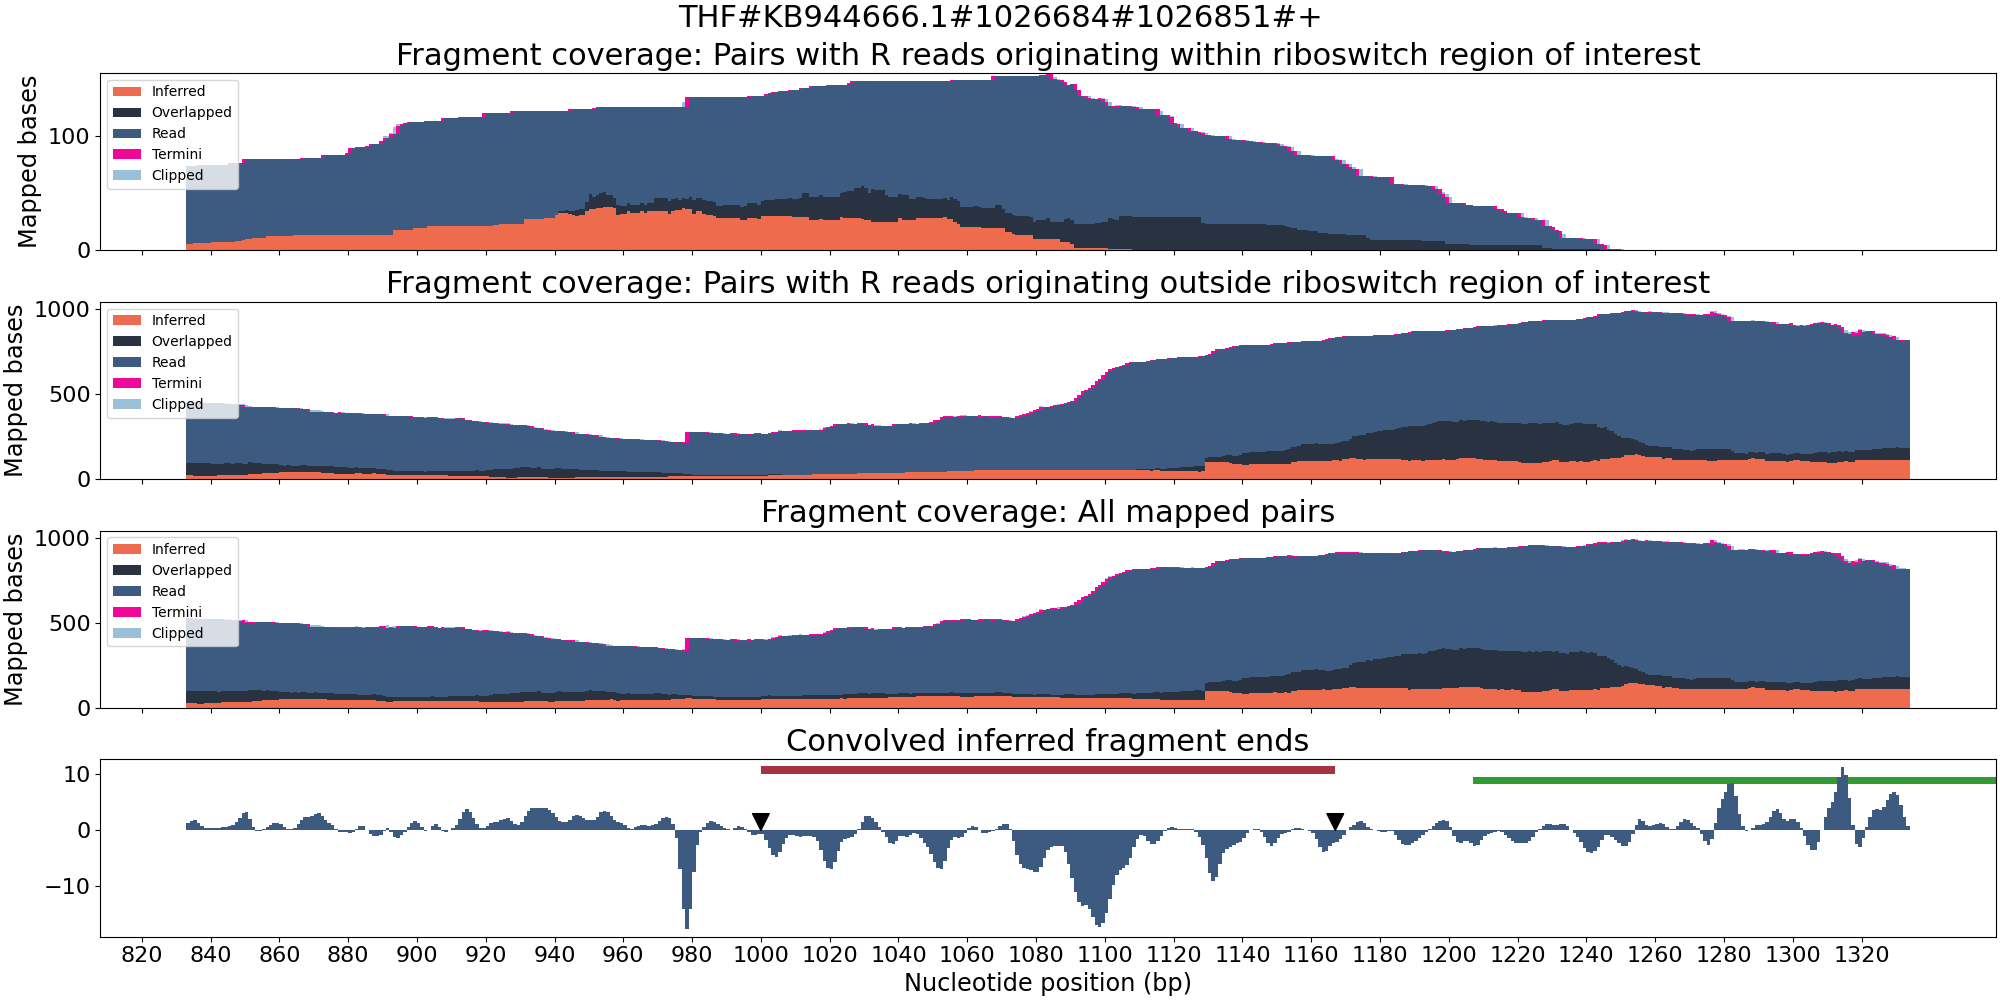 THF#KB944666.1#1026684#1026851#+
Fragment coverage: Pairs with R reads originating within riboswitch region of interest
Mapped bases
100
0
Inferred
Overlapped
Read
Termini
Clipped
Fragment coverage: Pairs with R reads originating outside riboswitch region of interest
Mapped bases
1000
500
0
Inferred
Overlapped
Read
Termini
Clipped
Fragment coverage: All mapped pairs
Mapped bases
1000
500
0
Inferred
Overlapped
Read
Termini
Clipped
Convolved inferred fragment ends
10
0
−10
820 840 860 880 900 920 940 960 980 1000 1020 1040 1060 1080 1100 1120 1140 1160 1180 1200 1220 1240 1260 1280 1300 1320
Nucleotide position (bp)